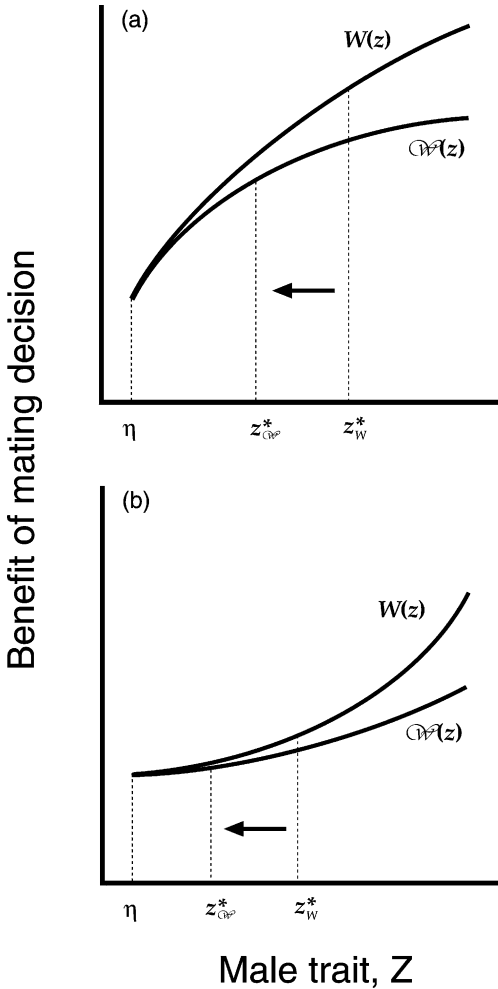 Benefit of mating decision
(a)
W(z)
𝒲(z)
η z*𝒲 z*W
(b)
W(z)
𝒲(z)
η z*𝒲 z*W
Male trait, Z